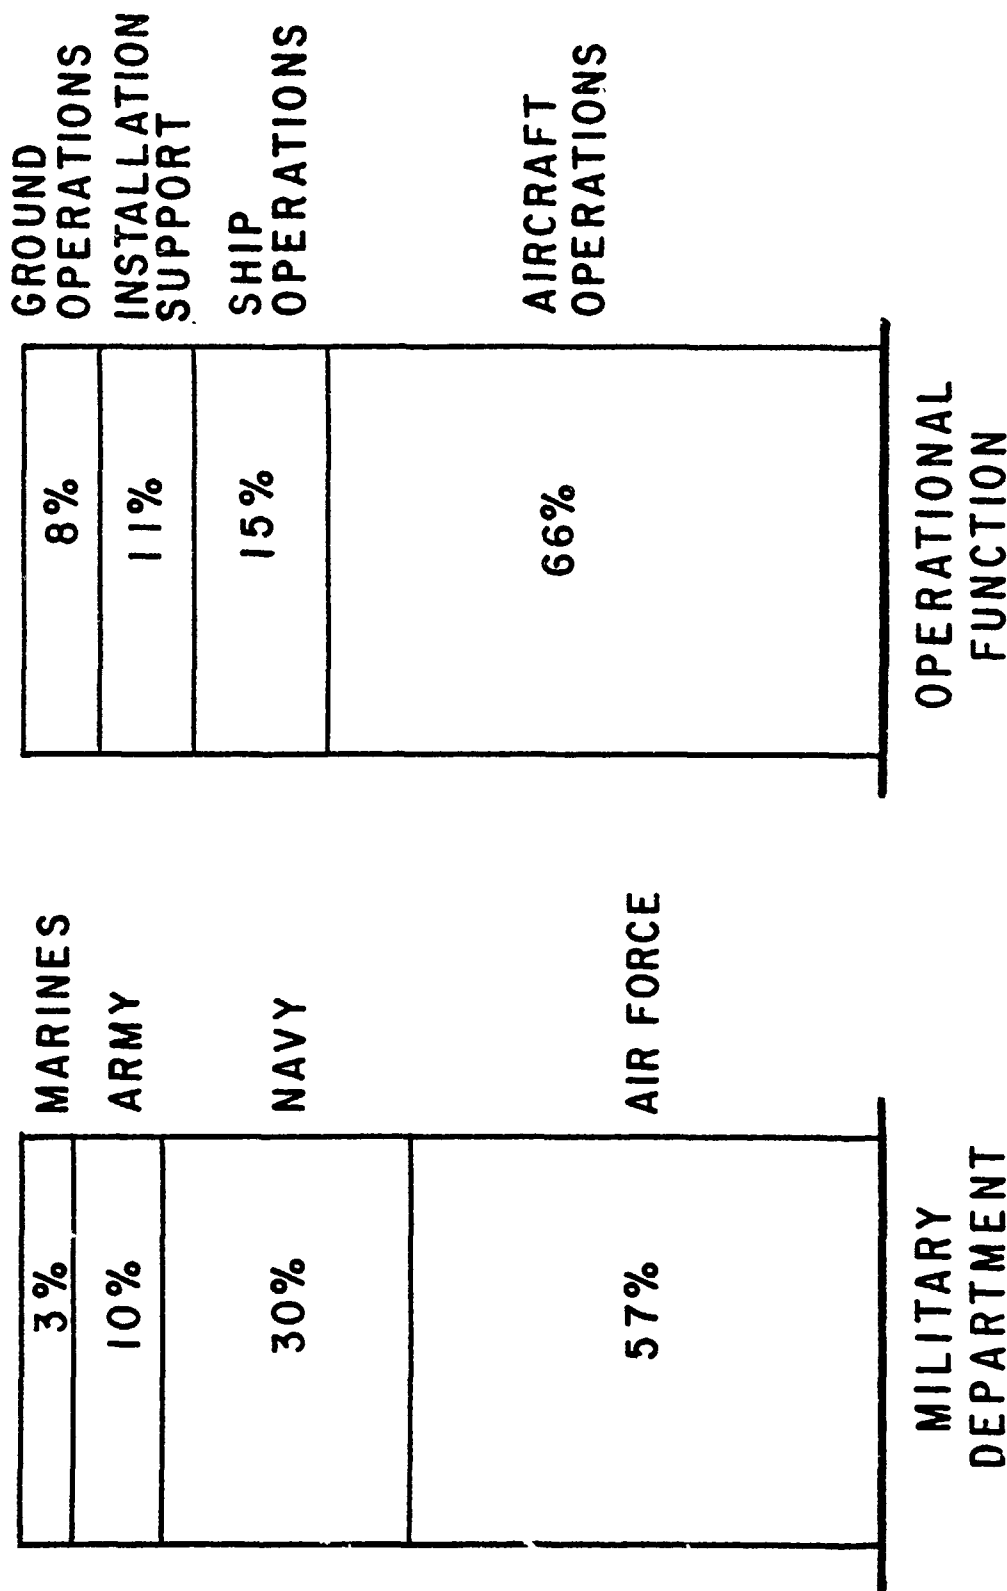 3%
MARINES
10%
ARMY
30%
NAVY
57%
AIR FORCE
MILITARY
DEPARTMENT
8%
GROUND
OPERATIONS
11%
INSTALLATION
SUPPORT
15%
SHIP
OPERATIONS
66%
AIRCRAFT
OPERATIONS
OPERATIONAL
FUNCTION